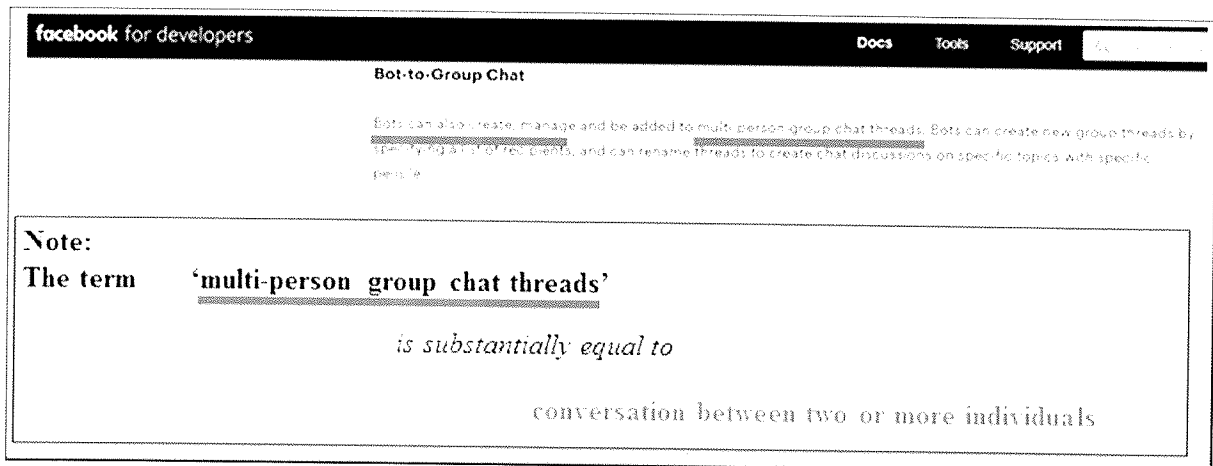 facebook for developers Docs Tools Support
Bot-to-Group Chat
Bots can also create, manage and be added to multi-person group chat threads. Bots can create new group threads by
specifying a list of recipients, and can rename threads to create chat discussions on specific topics with specific
people
Note:
The term ‘multi-person group chat threads’
is substantially equal to
conversation between two or more individuals